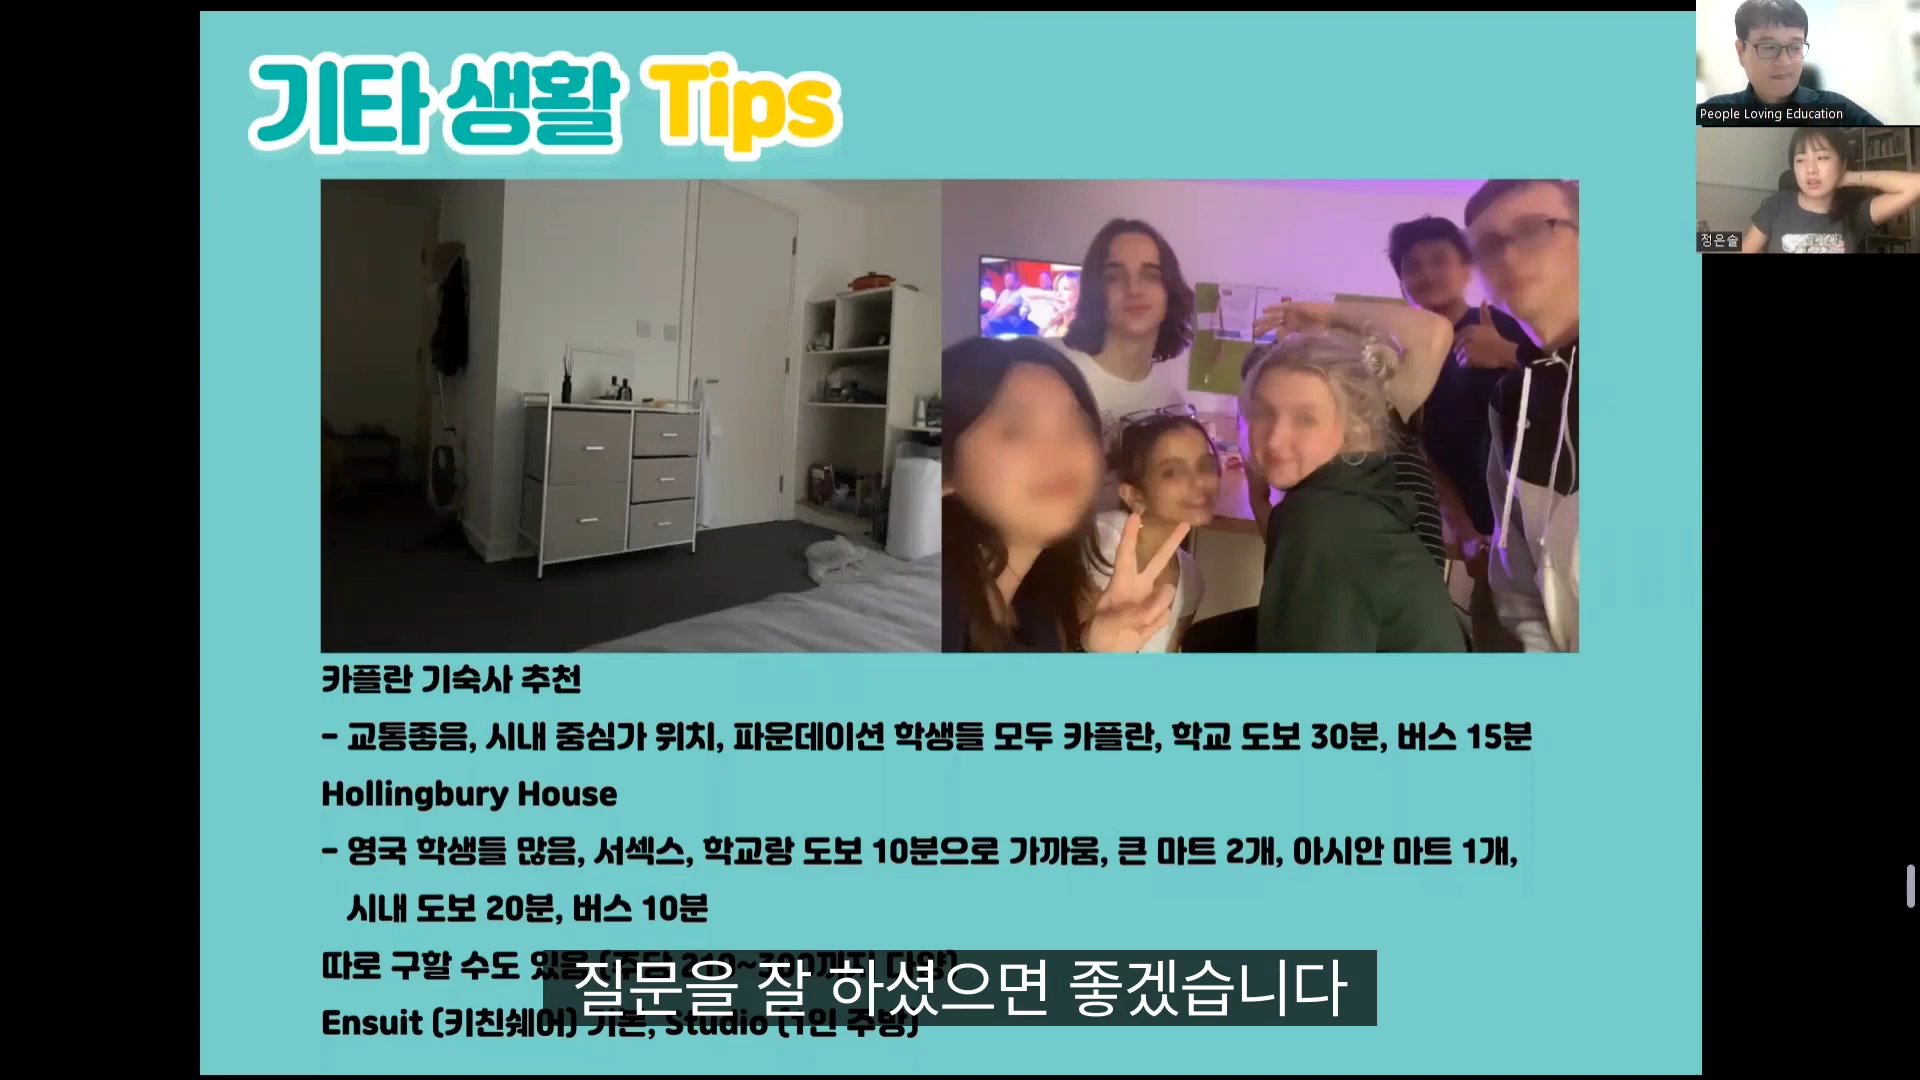 기타 생활 Tips
People Loving Education
정은솔
카플란 기숙사 추천
- 교통좋음, 시내 중심가 위치, 파운데이션 학생들 모두 카플란, 학교 도보 30분, 버스 15분
Hollingbury House
- 영국 학생들 많음, 서섹스, 학교랑 도보 10분으로 가까움, 큰 마트 2개, 아시안 마트 1개,
시내 도보 20분, 버스 10분
따로 구할 수도 있음
질문을 잘 하셨으면 좋겠습니다
Ensuit (키친쉐어) 기본, Studio (1인 주방)